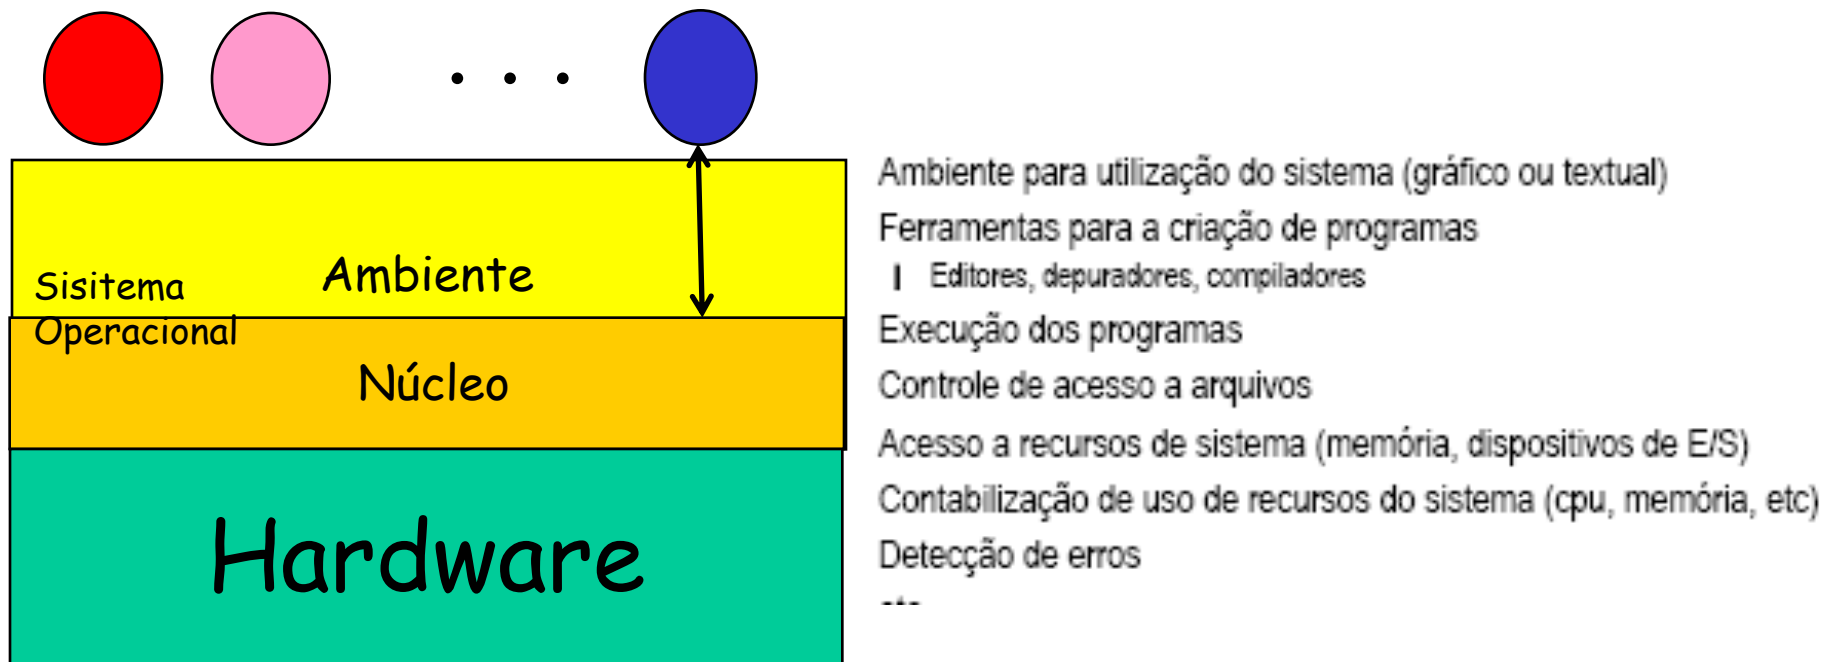 Ambiente
Sisitema
Operacional
Núcleo
Hardware
Ambiente para utilização do sistema (gráfico ou textual)
Ferramentas para a criação de programas
Editores, depuradores, compiladores
Execução dos programas
Controle de acesso a arquivos
Acesso a recursos de sistema (memória, dispositivos de E/S)
Contabilização de uso de recursos do sistema (cpu, memória, etc)
Detecção de erros